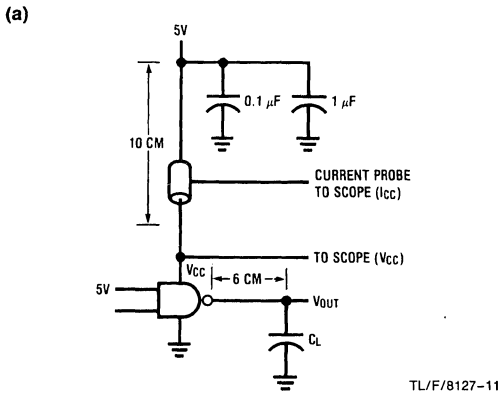 (a)
5V
0.1 μF
1 μF
10 CM
CURRENT PROBE
TO SCOPE (ICC)
TO SCOPE (VCC)
VCC
6 CM
5V
VOUT
CL
TL/F/8127–11